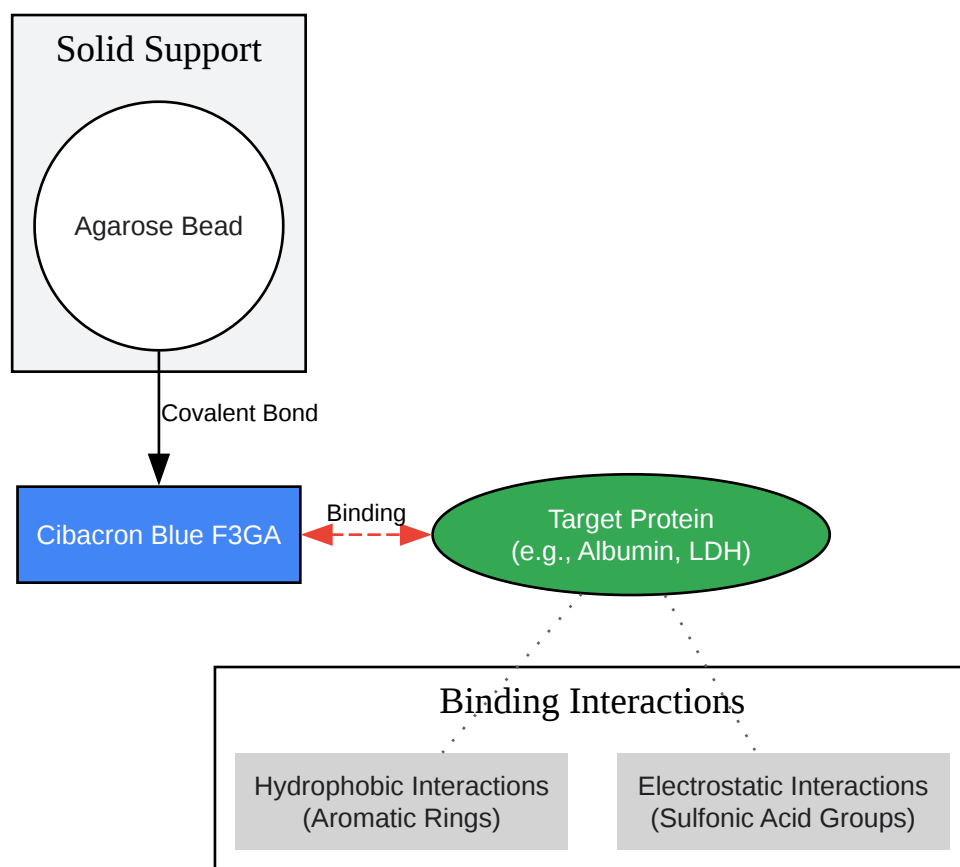 Solid Support
Agarose Bead
Covalent Bond
Cibacron Blue F3GA
Binding
Target Protein
(e.g., Albumin, LDH)
Binding Interactions
Hydrophobic Interactions
(Aromatic Rings)
Electrostatic Interactions
(Sulfonic Acid Groups)